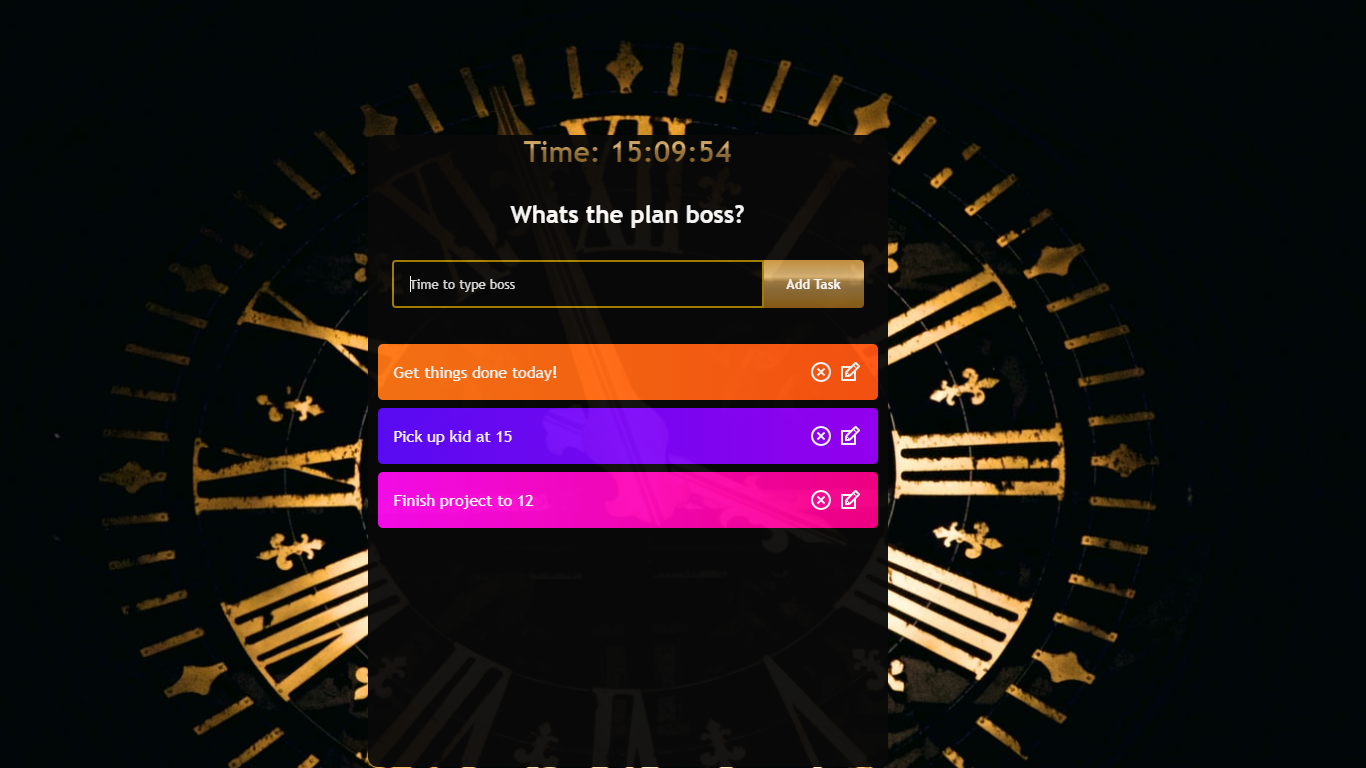 Time: 15:09:54
Whats the plan boss?
Time to type boss
Add Task
Get things done today!
Pick up kid at 15
Finish project to 12